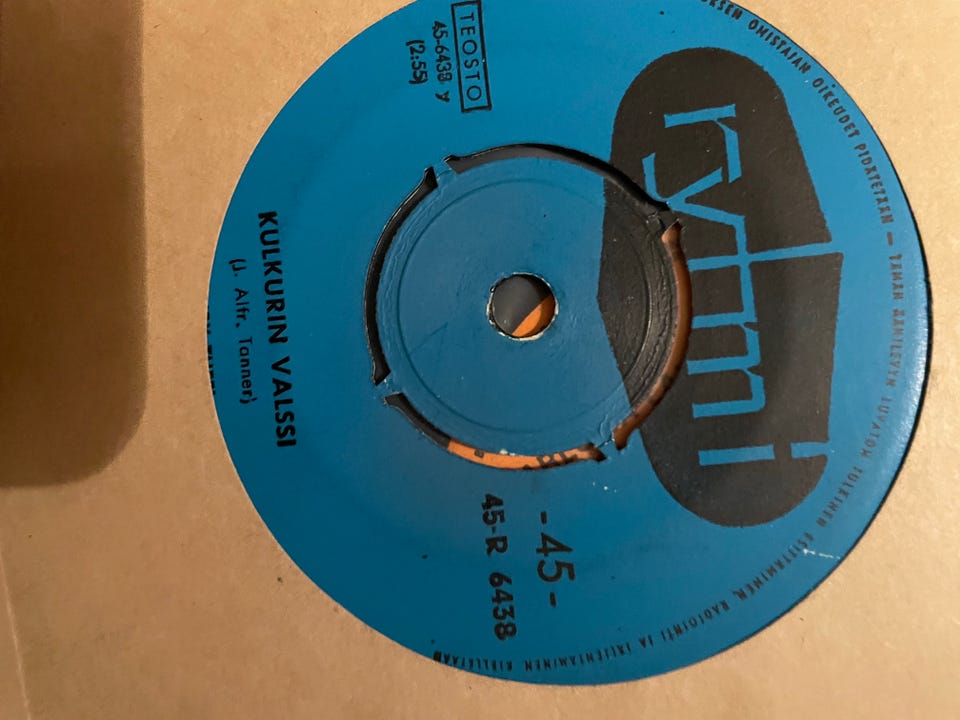 KSEN OMISTAJAN OIKEUDET PIDÄTETÄÄN — TÄMÄN ÄÄNILEVYN LUVATON JULKINEN ESITTÄMINEN, RADIOINTI JA JÄLJENTÄMINEN KIELLETÄÄN
rytmi
TEOSTO
45-6438 y
(2:55)
-45-
45-R 6438
KULKURIN VALSSI
(J. Alfr. Tanner)